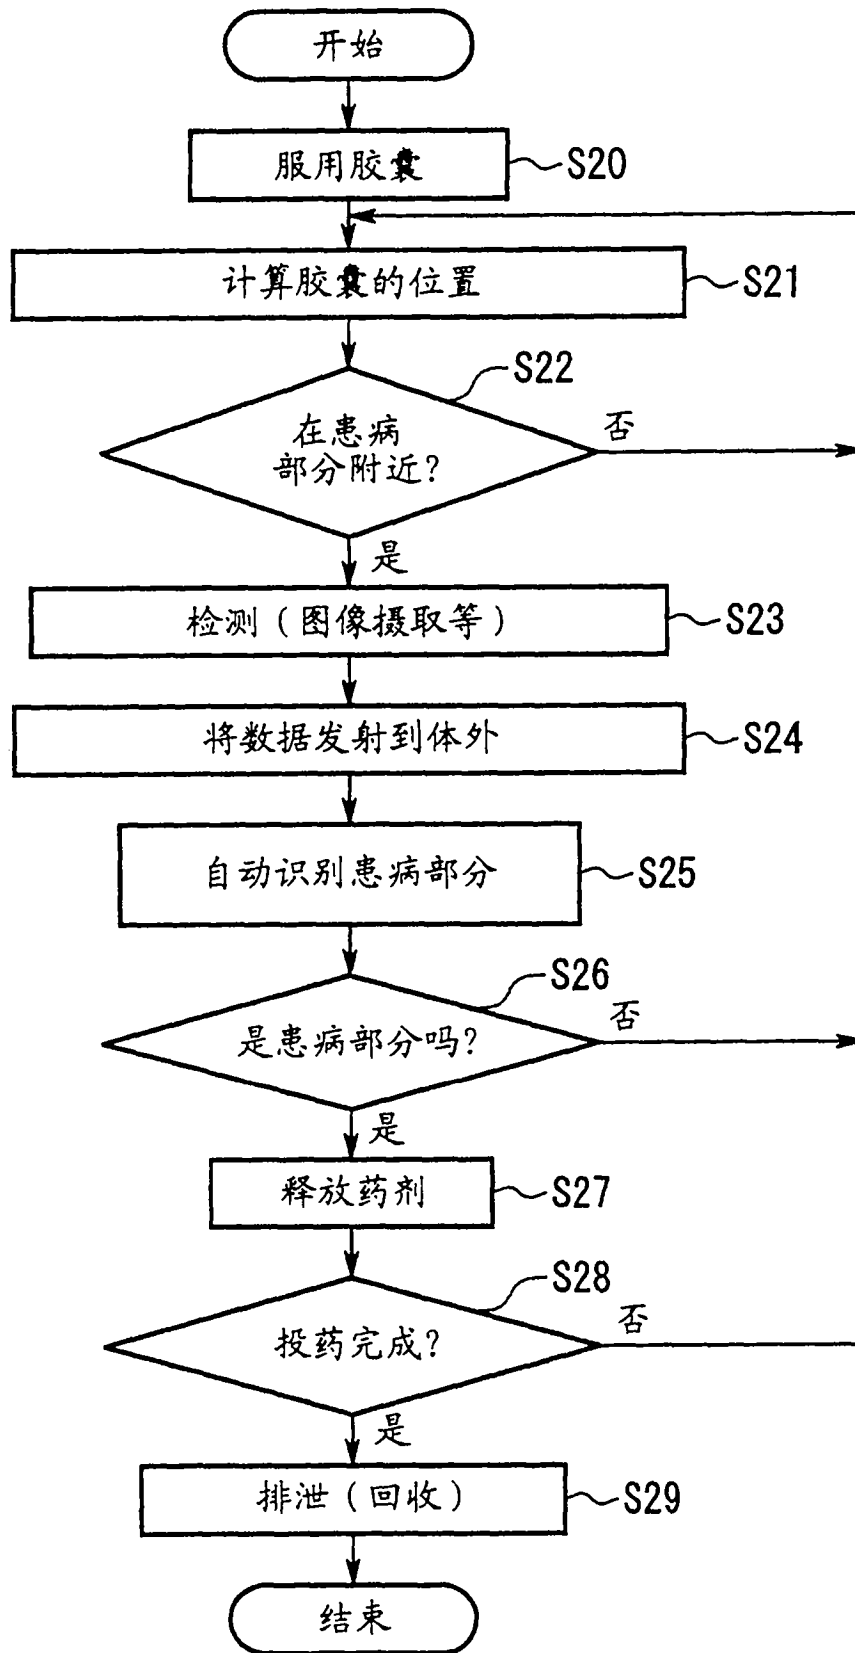 开始
服用胶囊
S20
计算胶囊的位置
S21
S22
在患病
部分附近?
否
是
检测(图像摄取等)
S23
将数据发射到体外
S24
自动识别患病部分
S25
S26
是患病部分吗?
否
是
释放药剂
S27
S28
投药完成?
否
是
排泄(回收)
S29
结束